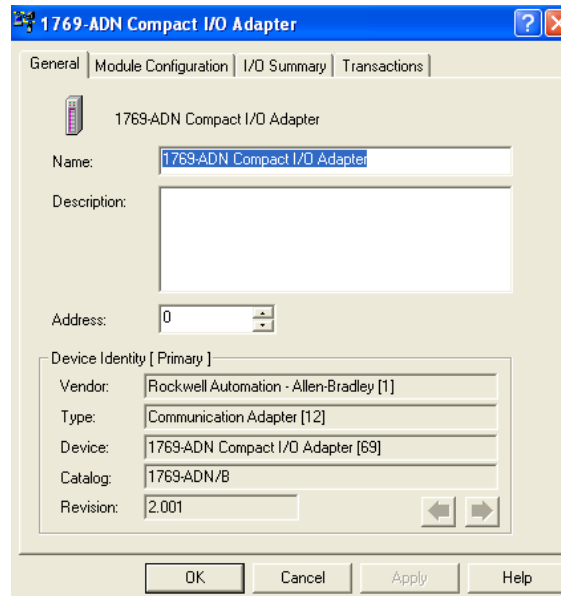 1769-ADN Compact I/O Adapter
General Module Configuration I/O Summary Transactions
1769-ADN Compact I/O Adapter
Name: 1769-ADN Compact I/O Adapter
Description:
Address: 0
Device Identity [ Primary ]
Vendor: Rockwell Automation - Allen-Bradley [1]
Type: Communication Adapter [12]
Device: 1769-ADN Compact I/O Adapter [69]
Catalog: 1769-ADN/B
Revision: 2.001
OK Cancel Apply Help